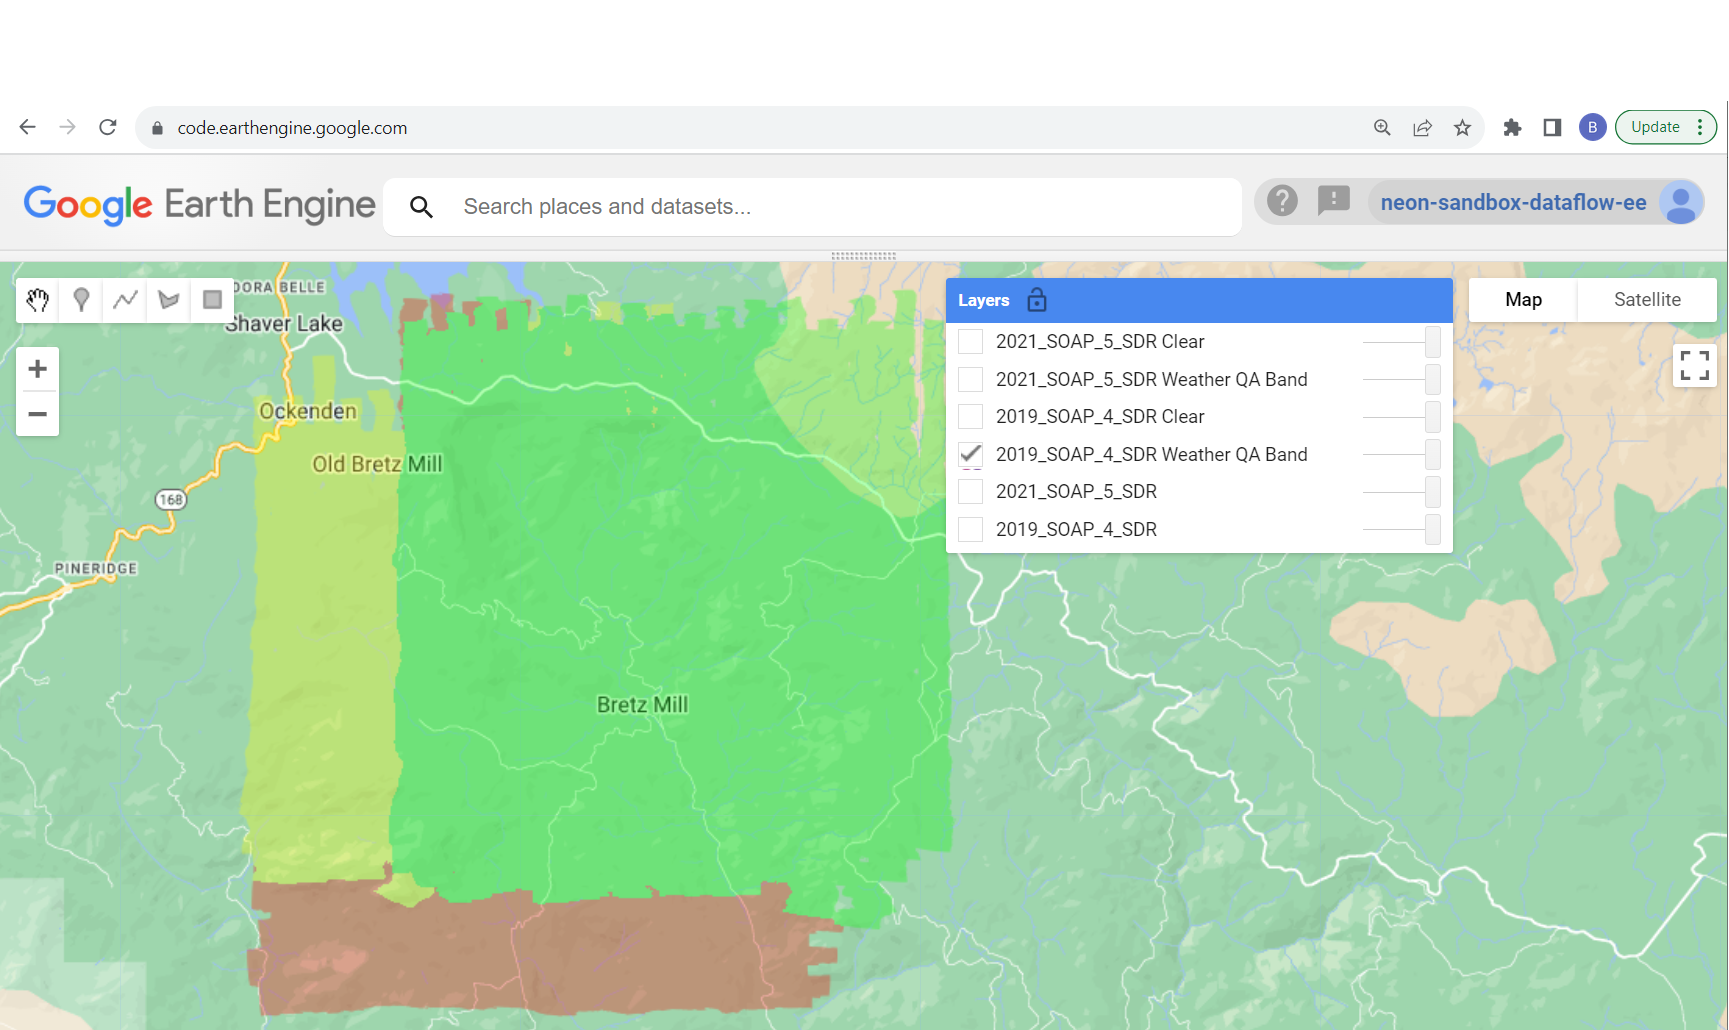 code.earthengine.google.com
B
Update
Google Earth Engine
Search places and datasets...
neon-sandbox-dataflow-ee
DORA BELLE
Shaver Lake
Ockenden
Old Bretz Mill
168
PINERIDGE
Bretz Mill
Layers
2021_SOAP_5_SDR Clear
2021_SOAP_5_SDR Weather QA Band
2019_SOAP_4_SDR Clear
2019_SOAP_4_SDR Weather QA Band
2021_SOAP_5_SDR
2019_SOAP_4_SDR
Map
Satellite